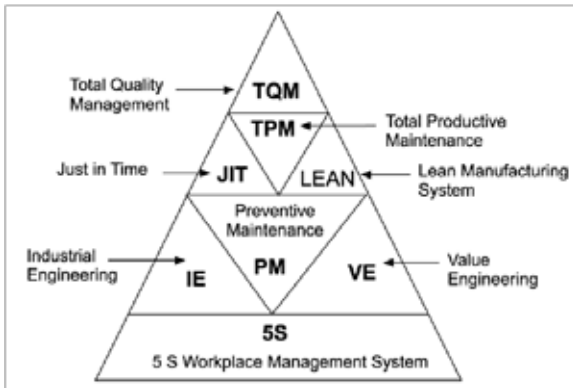 TQM
Total Quality
Management
TPM
Total Productive
Maintenance
Just in Time
JIT
LEAN
Lean Manufacturing
System
Preventive
Maintenance
PM
Industrial
Engineering
IE
VE
Value
Engineering
5S
5 S Workplace Management System